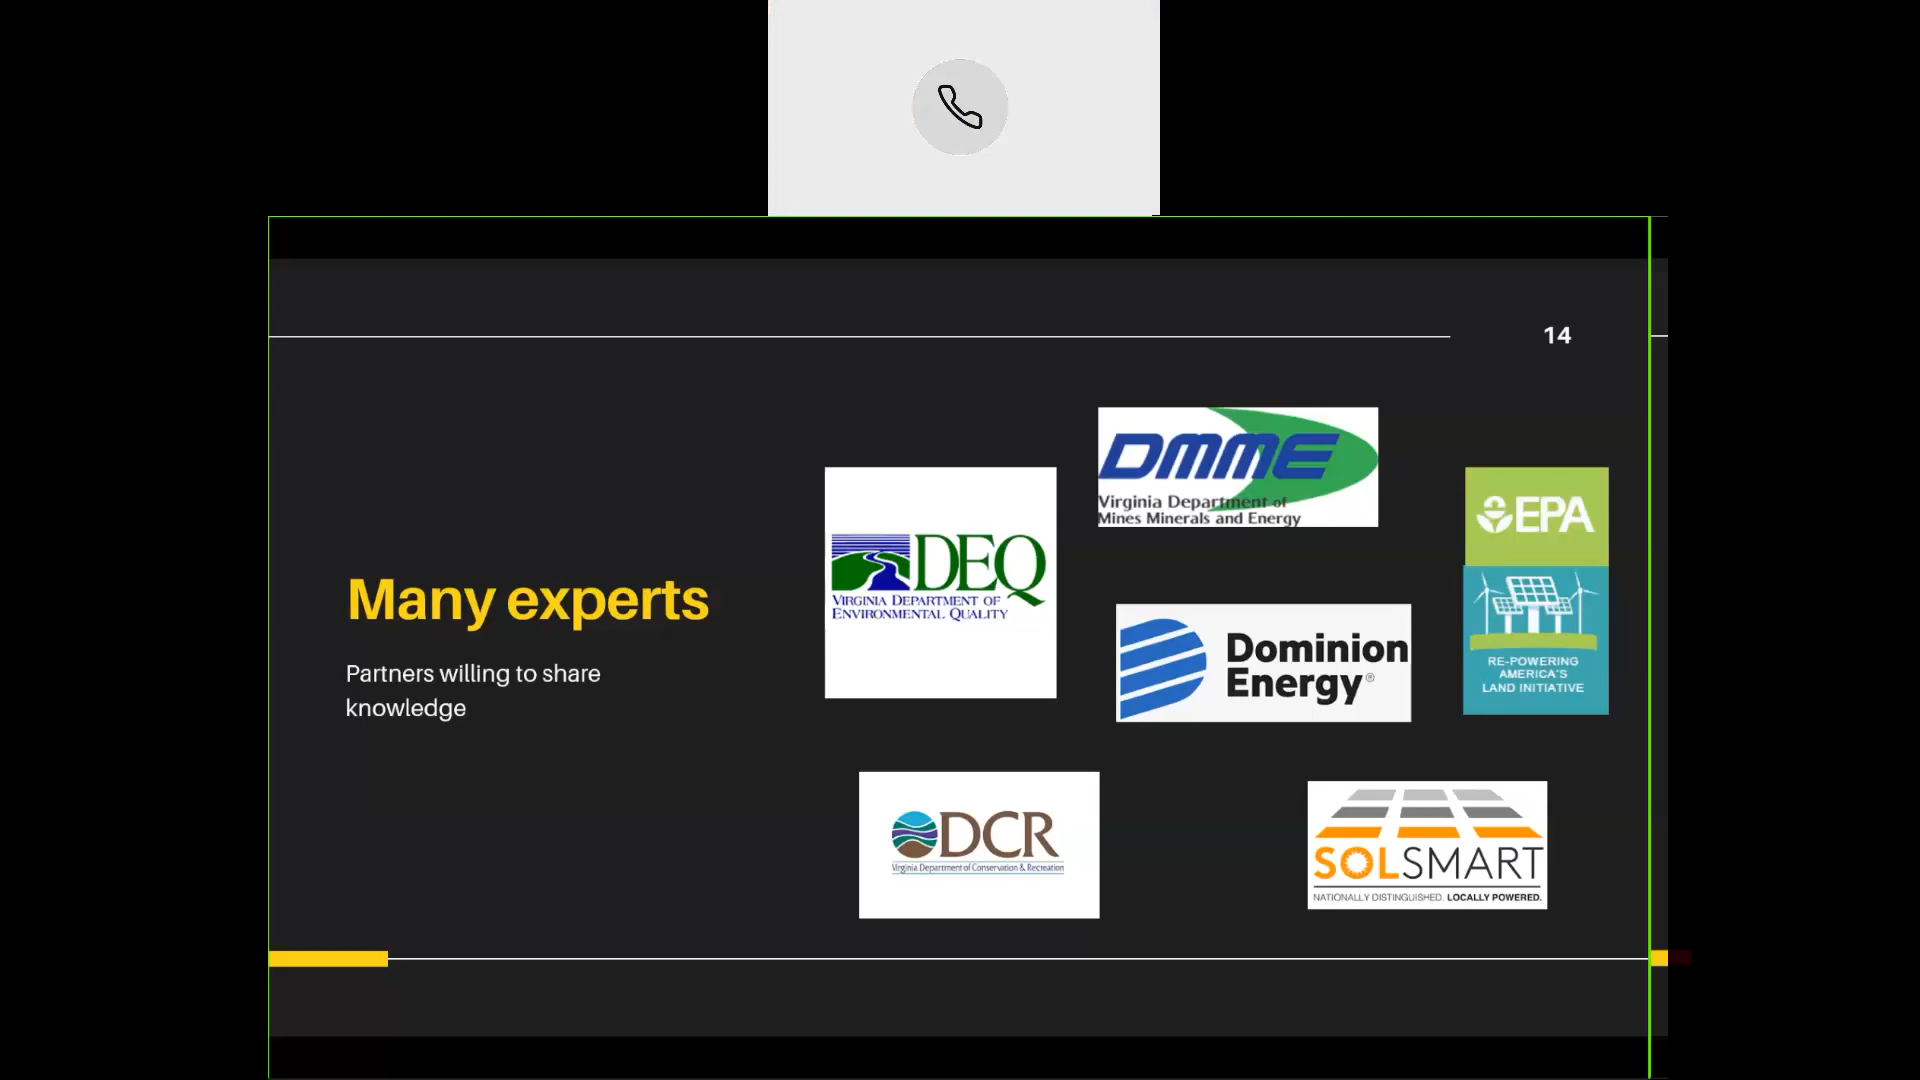 14
Many experts
Partners willing to share
knowledge
DEQ
VIRGINIA DEPARTMENT OF
ENVIRONMENTAL QUALITY
DMME
Virginia Department of
Mines Minerals and Energy
EPA
RE-POWERING
AMERICA'S
LAND INITIATIVE
Dominion
Energy®
DCR
Virginia Department of Conservation & Recreation
SOLSMART
NATIONALLY DISTINGUISHED. LOCALLY POWERED.